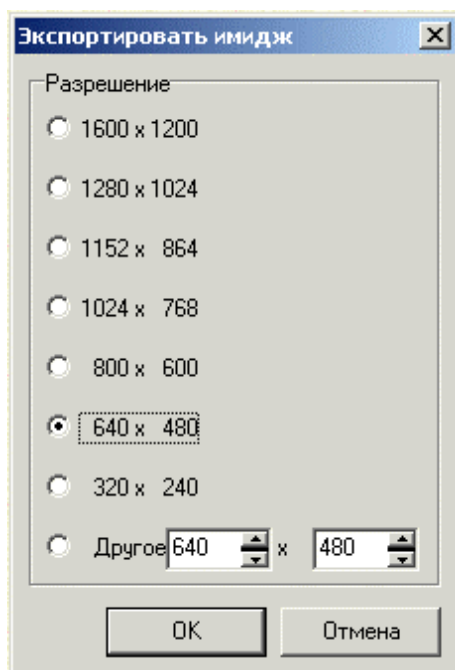 Экспортировать имидж
Разрешение
1600 x 1200
1280 x 1024
1152 x 864
1024 x 768
800 x 600
640 x 480
320 x 240
Другое 640 x 480
OK Отмена